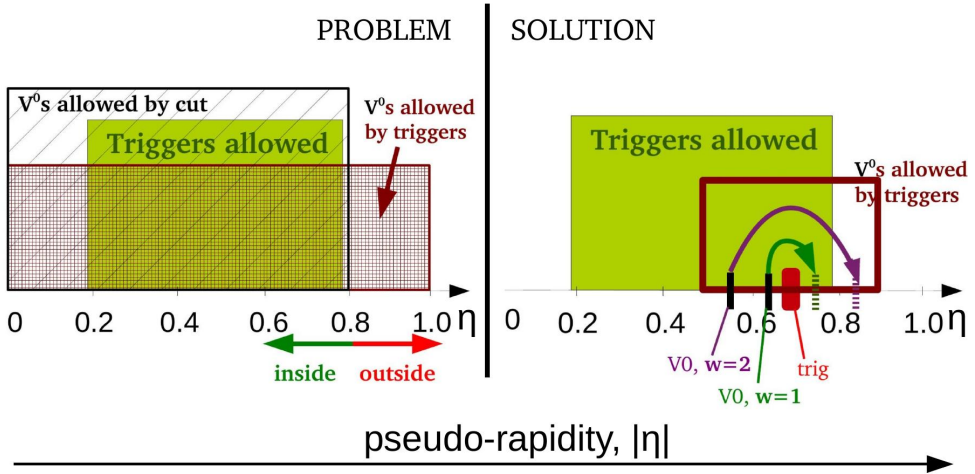 PROBLEM
V⁰s allowed by cut
V⁰s allowed
by triggers
Triggers allowed
0 0.2 0.4 0.6 0.8 1.0 η
inside outside
SOLUTION
Triggers allowed
V⁰s allowed
by triggers
0 0.2 0.4 0.6 0.8 1.0 η
V0, w=2
trig
V0, w=1
pseudo-rapidity, |η|